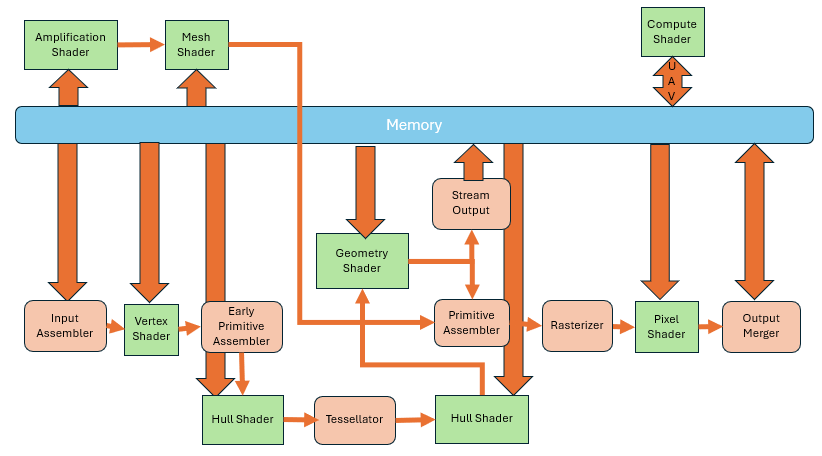 Amplification
Shader
Mesh
Shader
Compute
Shader
U
A
V
Memory
Stream
Output
Geometry
Shader
Input
Assembler
Vertex
Shader
Early
Primitive
Assembler
Primitive
Assembler
Rasterizer
Pixel
Shader
Output
Merger
Hull Shader
Tessellator
Hull Shader